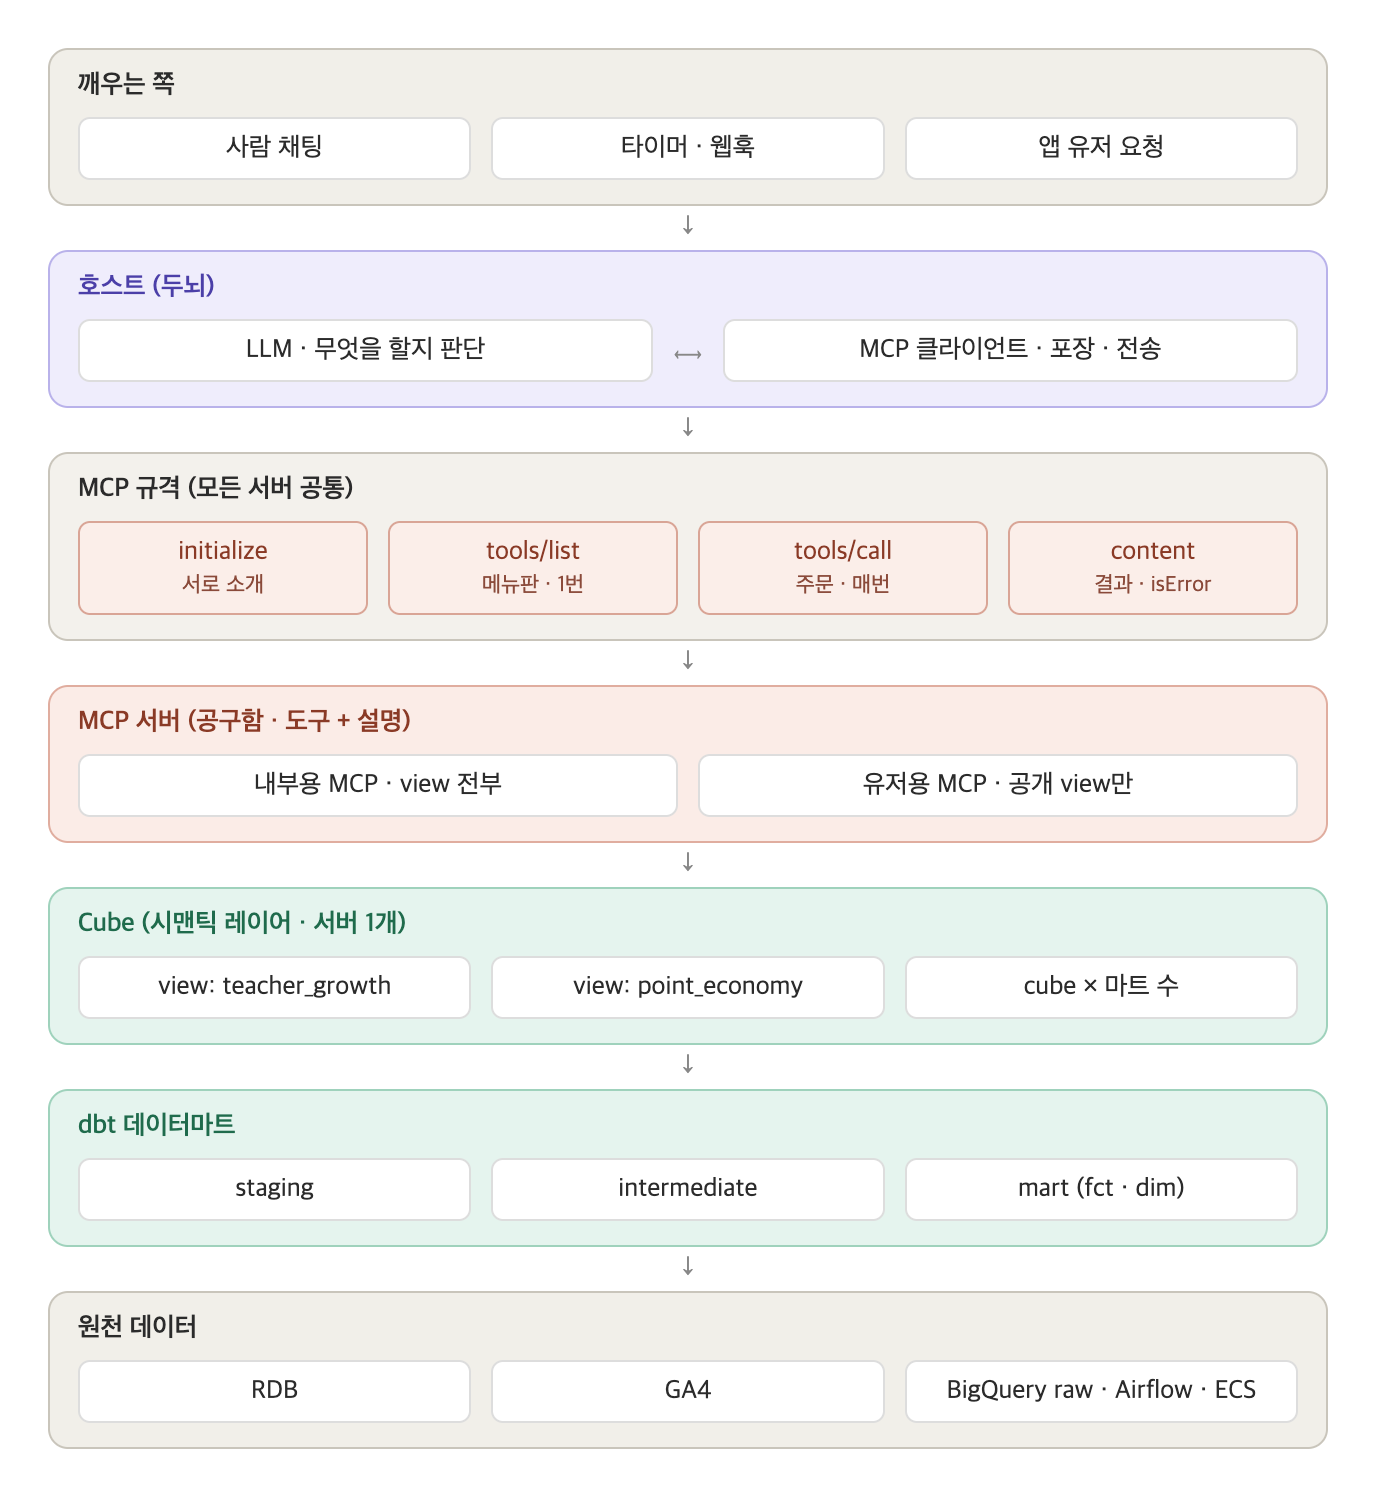 깨우는 쪽
사람 채팅
타이머 · 웹훅
앱 유저 요청
↓
호스트 (두뇌)
LLM · 무엇을 할지 판단
↔
MCP 클라이언트 · 포장 · 전송
↓
MCP 규격 (모든 서버 공통)
initialize
서로 소개
tools/list
메뉴판 · 1번
tools/call
주문 · 매번
content
결과 · isError
↓
MCP 서버 (공구함 · 도구 + 설명)
내부용 MCP · view 전부
유저용 MCP · 공개 view만
↓
Cube (시맨틱 레이어 · 서버 1개)
view: teacher_growth
view: point_economy
cube × 마트 수
↓
dbt 데이터마트
staging
intermediate
mart (fct · dim)
↓
원천 데이터
RDB
GA4
BigQuery raw · Airflow · ECS